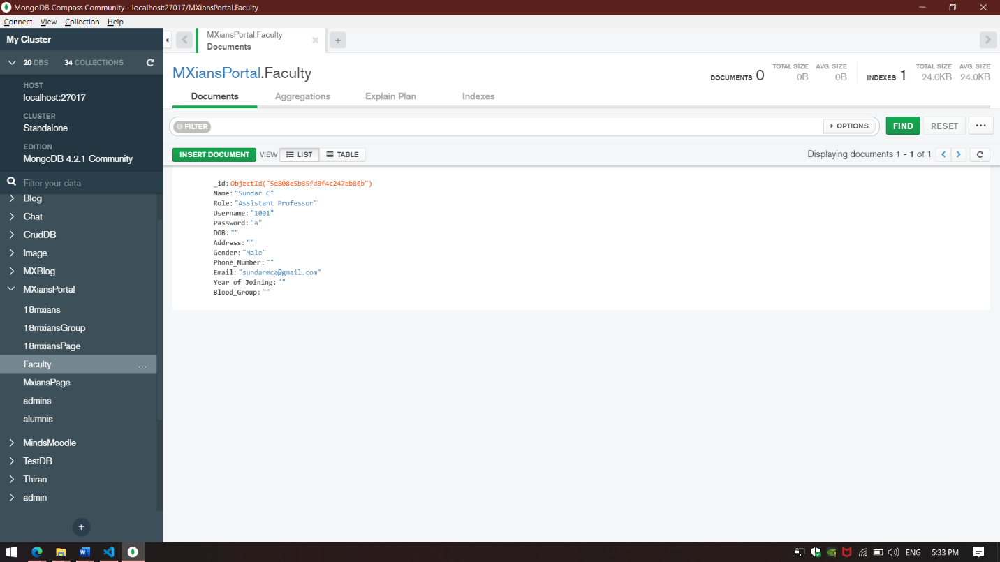 MongoDB Compass Community - localhost:27017/MXiansPortal.Faculty
Connect View Collection Help
My Cluster
20 DBS 34 COLLECTIONS
HOST
localhost:27017
CLUSTER
Standalone
EDITION
MongoDB 4.2.1 Community
Filter your data
Blog
Chat
CrudDB
Image
MXBlog
MXiansPortal
18mxians
18mxiansGroup
18mxiansPage
Faculty ...
MxiansPage
admins
alumnis
MindsMoodle
TestDB
Thiran
admin
+
MXiansPortal.Faculty
Documents
+
MXiansPortal.Faculty
DOCUMENTS 0 TOTAL SIZE 0B AVG. SIZE 0B INDEXES 1 TOTAL SIZE 24.0KB AVG. SIZE 24.0KB
Documents Aggregations Explain Plan Indexes
FILTER OPTIONS FIND RESET ...
INSERT DOCUMENT VIEW LIST TABLE Displaying documents 1 - 1 of 1
_id: ObjectId("5e808e5b85fd8f4c247eb86b")
Name: "Sundar C"
Role: "Assistant Professor"
Username: "1001"
Password: "a"
DOB: ""
Address: ""
Gender: "Male"
Phone_Number: ""
Email: "sundarmca@gmail.com"
Year_of_Joining: ""
Blood_Group: ""
ENG 5:33 PM